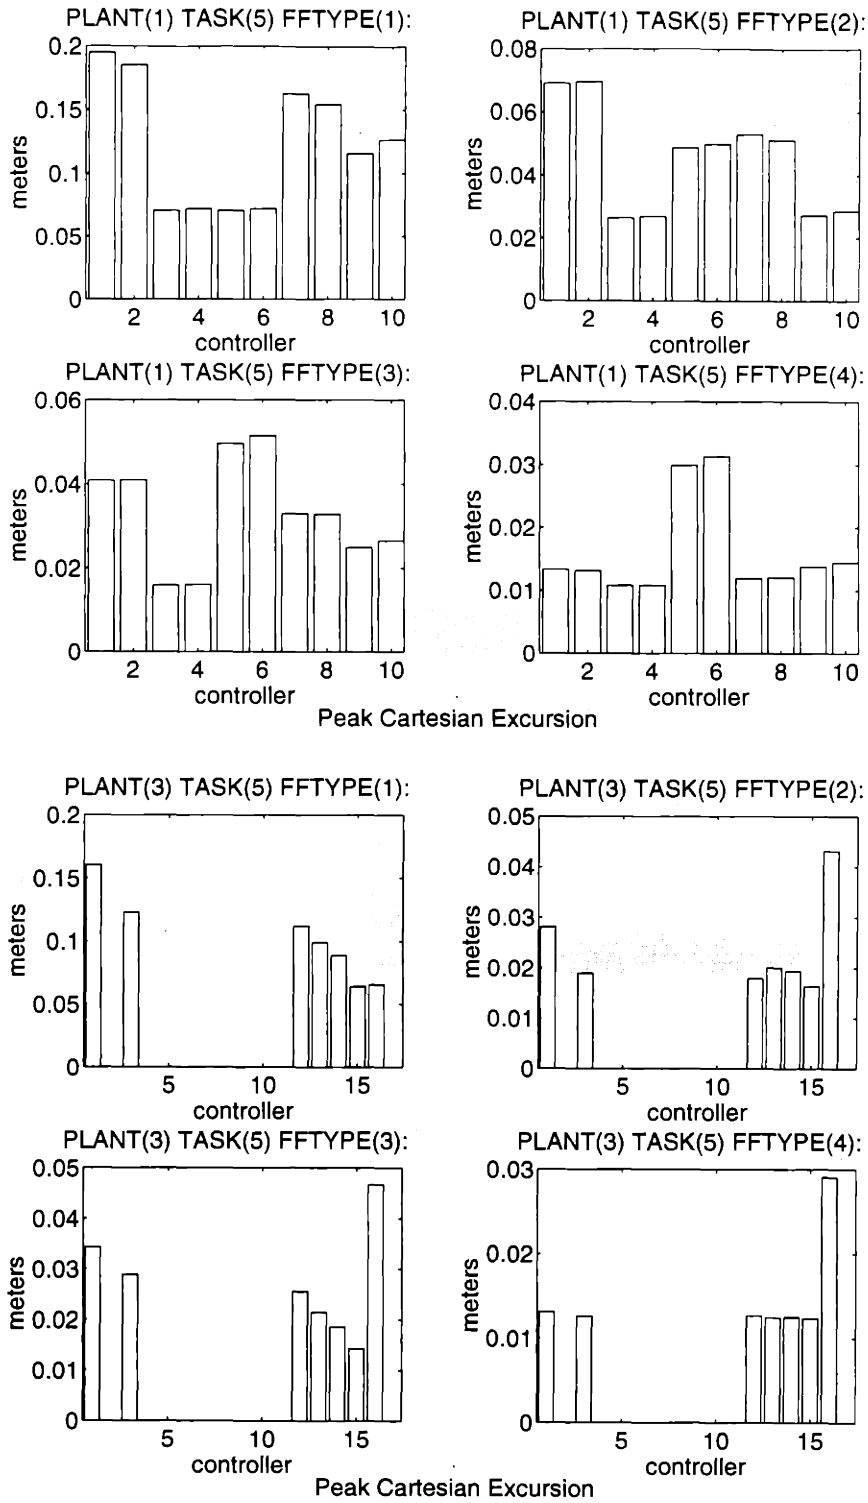 PLANT(1) TASK(5) FFTYPE(1):
0.2
0.15
0.1
0.05
0
meters
2 4 6 8 10
controller
PLANT(1) TASK(5) FFTYPE(2):
0.08
0.06
0.04
0.02
0
meters
2 4 6 8 10
controller
PLANT(1) TASK(5) FFTYPE(3):
0.06
0.04
0.02
0
meters
2 4 6 8 10
controller
PLANT(1) TASK(5) FFTYPE(4):
0.04
0.03
0.02
0.01
0
meters
2 4 6 8 10
controller
Peak Cartesian Excursion
PLANT(3) TASK(5) FFTYPE(1):
0.2
0.15
0.1
0.05
0
meters
5 10 15
controller
PLANT(3) TASK(5) FFTYPE(2):
0.05
0.04
0.03
0.02
0.01
0
meters
5 10 15
controller
PLANT(3) TASK(5) FFTYPE(3):
0.05
0.04
0.03
0.02
0.01
0
meters
5 10 15
controller
PLANT(3) TASK(5) FFTYPE(4):
0.03
0.02
0.01
0
meters
5 10 15
controller
Peak Cartesian Excursion